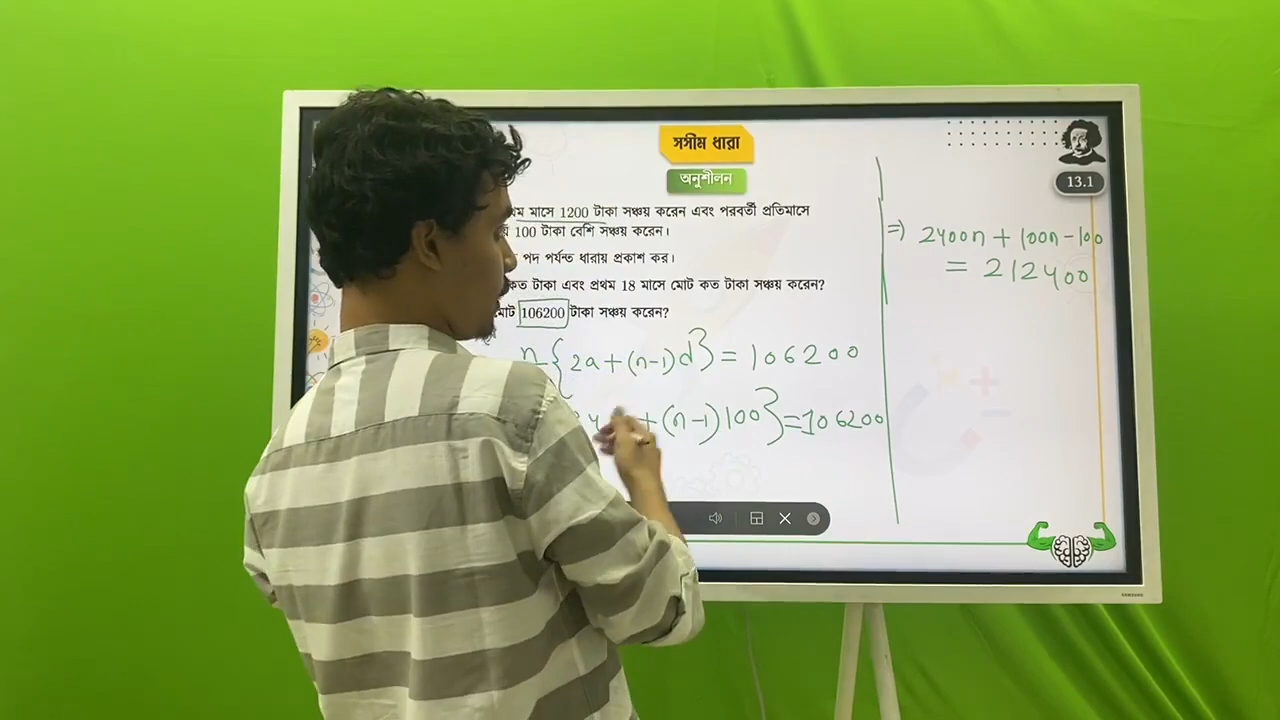 সসীম ধারা
অনুশীলন
13.1
মাসে 1200 টাকা সঞ্চয় করেন এবং পরবর্তী প্রতিমাসে
100 টাকা বেশি সঞ্চয় করেন।
পদ পর্যন্ত ধারায় প্রকাশ কর।
কত টাকা এবং প্রথম 18 মাসে মোট কত টাকা সঞ্চয় করেন?
মোট 106200 টাকা সঞ্চয় করেন?
n {2a + (n-1)d} = 106200
+ (n-1)100} = 106200
=) 2400n + 100n - 100
= 212400
SAMSUNG